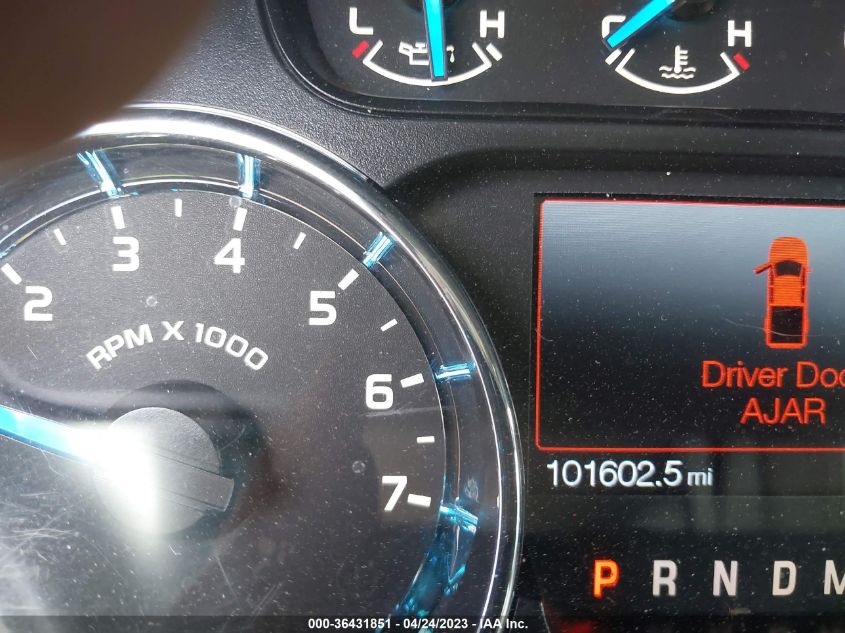 L H
C H
2 3 4 5 6 7
RPM X 1000
Driver Doo
AJAR
101602.5 mi
P R N D M
000-36431851 - 04/24/2023 - IAA Inc.